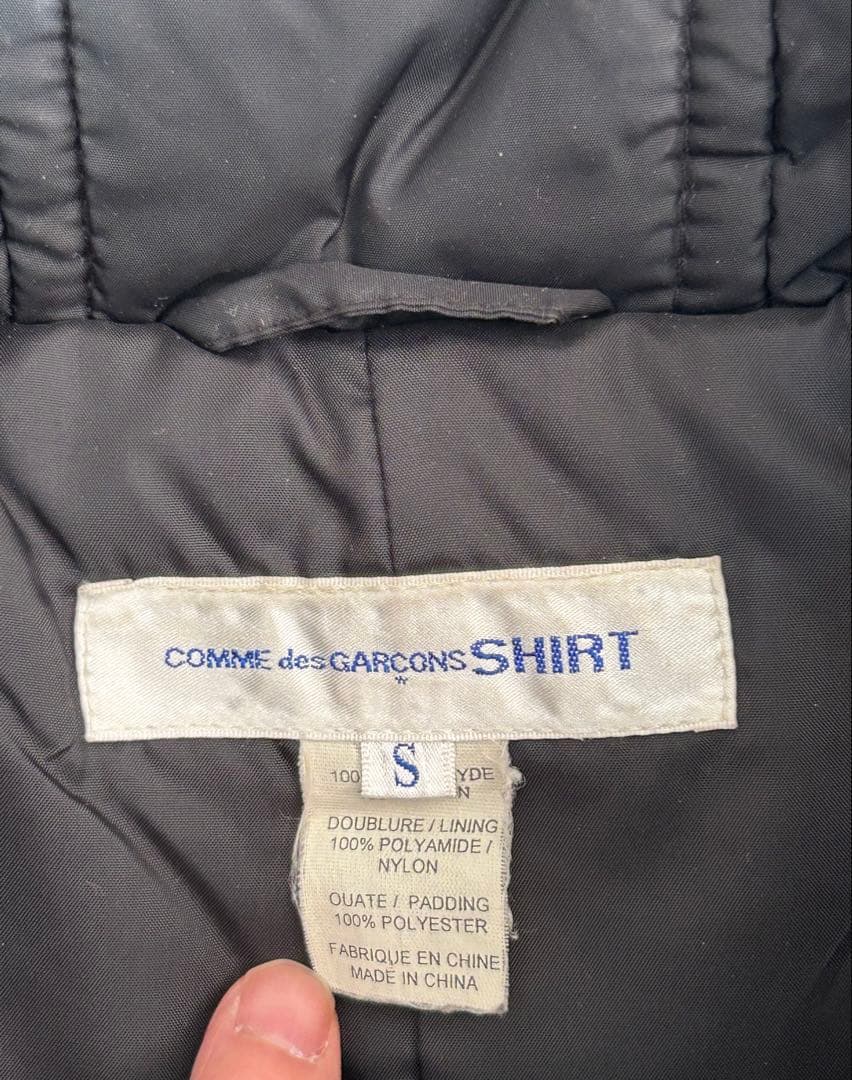 COMME des GARCONS SHIRT
S
100
DOUBLURE / LINING
100% POLYAMIDE /
NYLON
OUATE / PADDING
100% POLYESTER
FABRIQUE EN CHINE
MADE IN CHINA